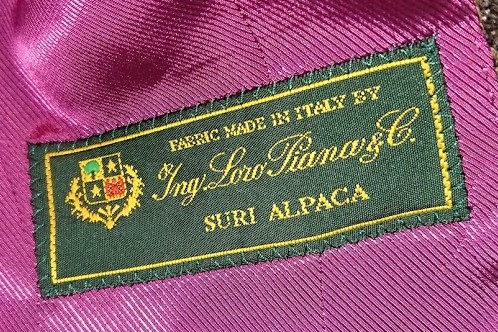 FABRIC MADE IN ITALY BY
Ing. Loro Piana & C.
SURI ALPACA